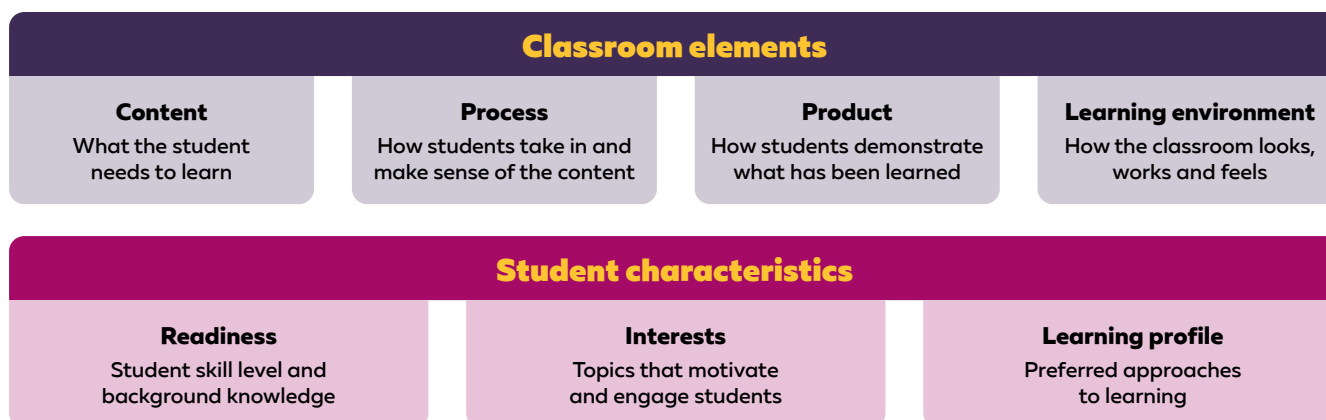 Classroom elements
Content
What the student
needs to learn
Process
How students take in and
make sense of the content
Product
How students demonstrate
what has been learned
Learning environment
How the classroom looks,
works and feels
Student characteristics
Readiness
Student skill level and
background knowledge
Interests
Topics that motivate
and engage students
Learning profile
Preferred approaches
to learning